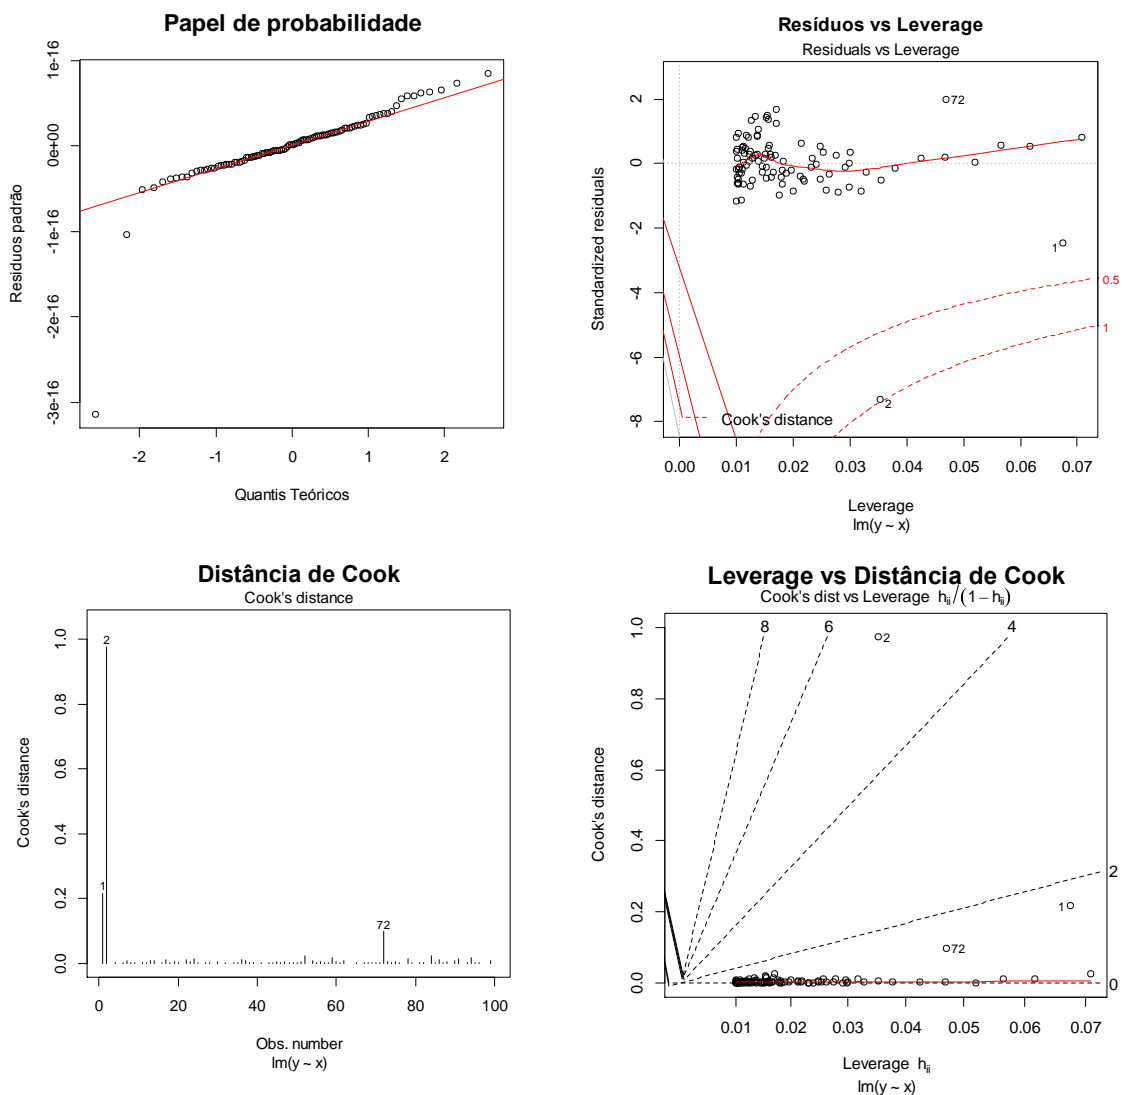 Papel de probabilidade
1e-16
0e+00
-1e-16
-2e-16
-3e-16
Resíduos padrão
-2 -1 0 1 2
Quantis Teóricos
Resíduos vs Leverage
Residuals vs Leverage
2
0
-2
-4
-6
-8
Standardized residuals
72
1
2
0.5
1
Cook's distance
0.00 0.01 0.02 0.03 0.04 0.05 0.06 0.07
Leverage
lm(y ~ x)
Distância de Cook
Cook's distance
1.0
0.8
0.6
0.4
0.2
0.0
Cook's distance
2
1
72
0 20 40 60 80 100
Obs. number
lm(y ~ x)
Leverage vs Distância de Cook
Cook's dist vs Leverage hii/(1 − hii)
1.0
0.8
0.6
0.4
0.2
0.0
Cook's distance
8 6 4
2
2
1
72
0
0.01 0.02 0.03 0.04 0.05 0.06 0.07
Leverage hii
lm(y ~ x)